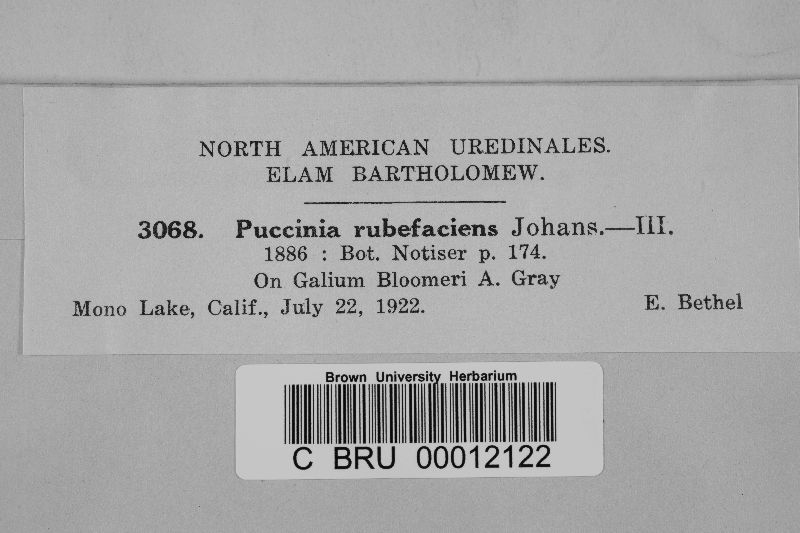 NORTH AMERICAN UREDINALES.
ELAM BARTHOLOMEW.
3068. Puccinia rubefaciens Johans.—III.
1886 : Bot. Notiser p. 174.
On Galium Bloomeri A. Gray
Mono Lake, Calif., July 22, 1922. E. Bethel
Brown University Herbarium
C BRU 00012122